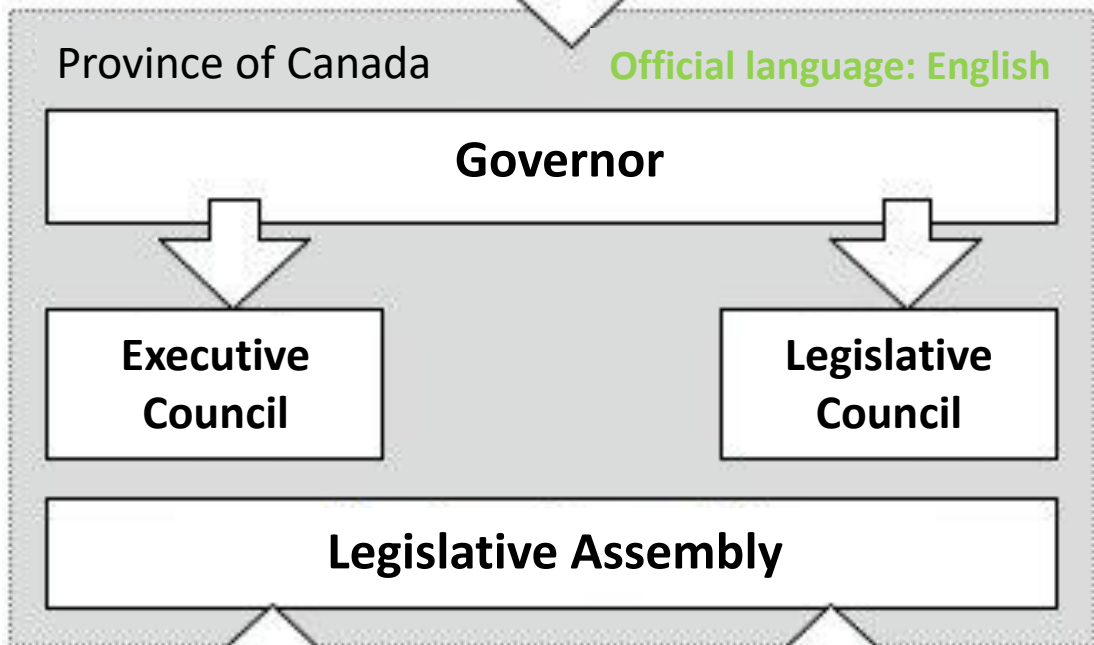 Province of Canada
Official language: English
Governor
Executive
Council
Legislative
Council
Legislative Assembly